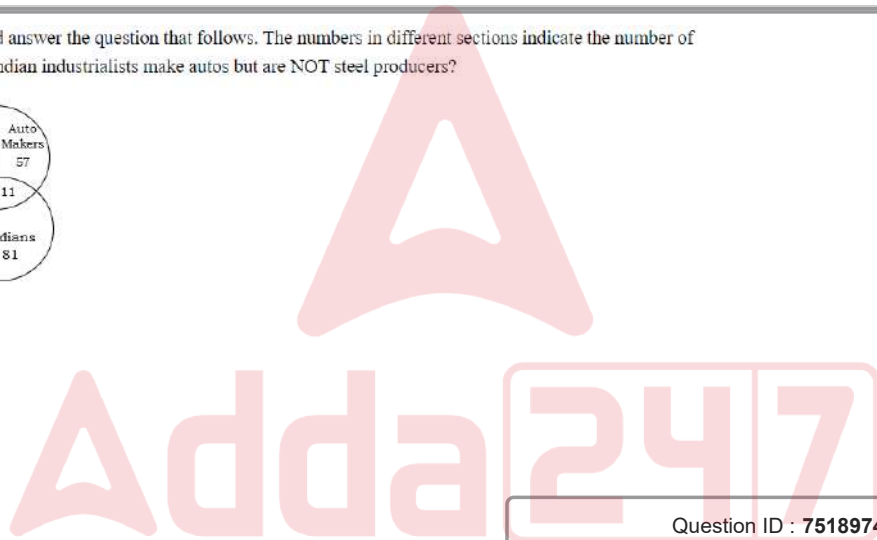 answer the question that follows. The numbers in different sections indicate the number of
ndian industrialists make autos but are NOT steel producers?
Auto
Makers
57
11
dians
81
Adda247
Question ID : 7518974